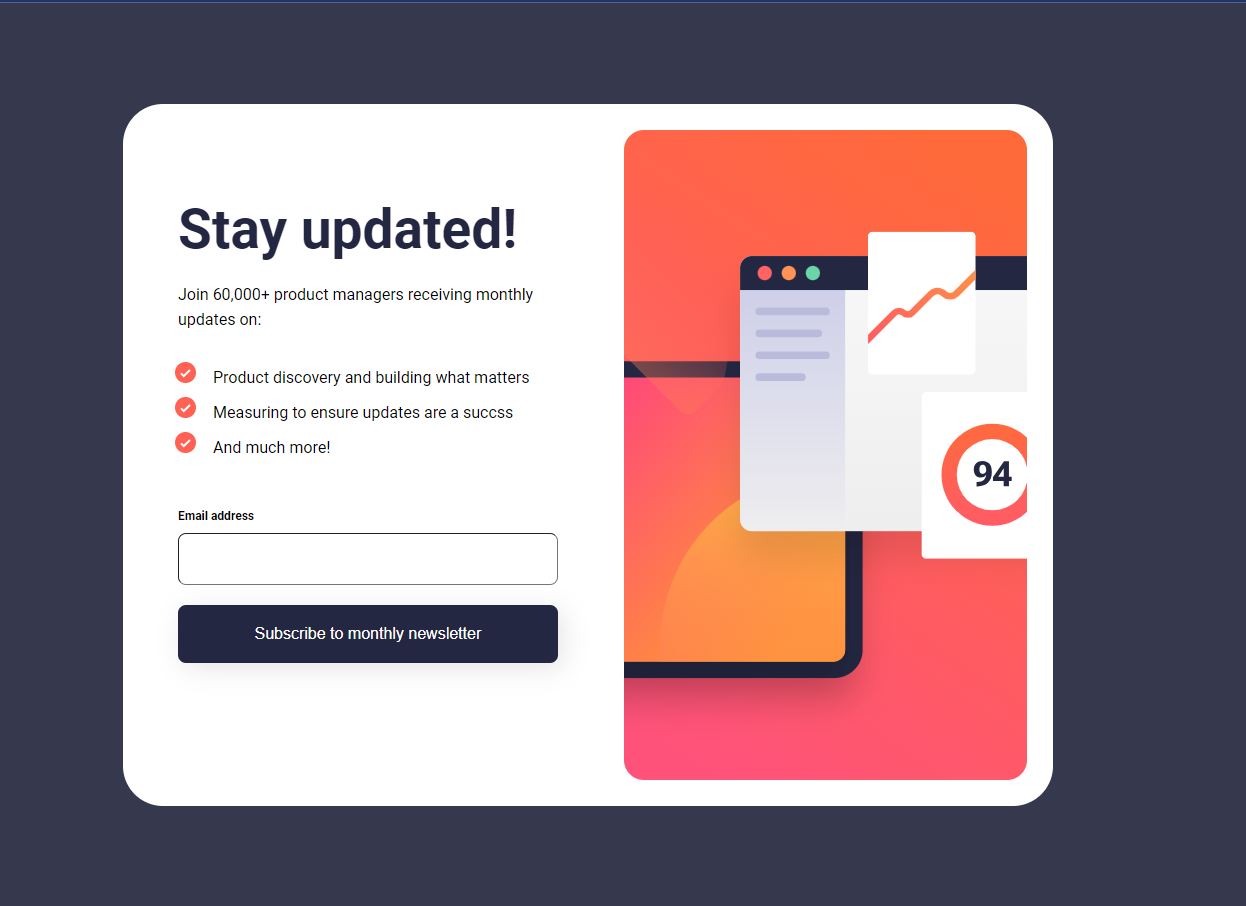 Stay updated!
Join 60,000+ product managers receiving monthly
updates on:
Product discovery and building what matters
Measuring to ensure updates are a succss
And much more!
Email address
Subscribe to monthly newsletter
94